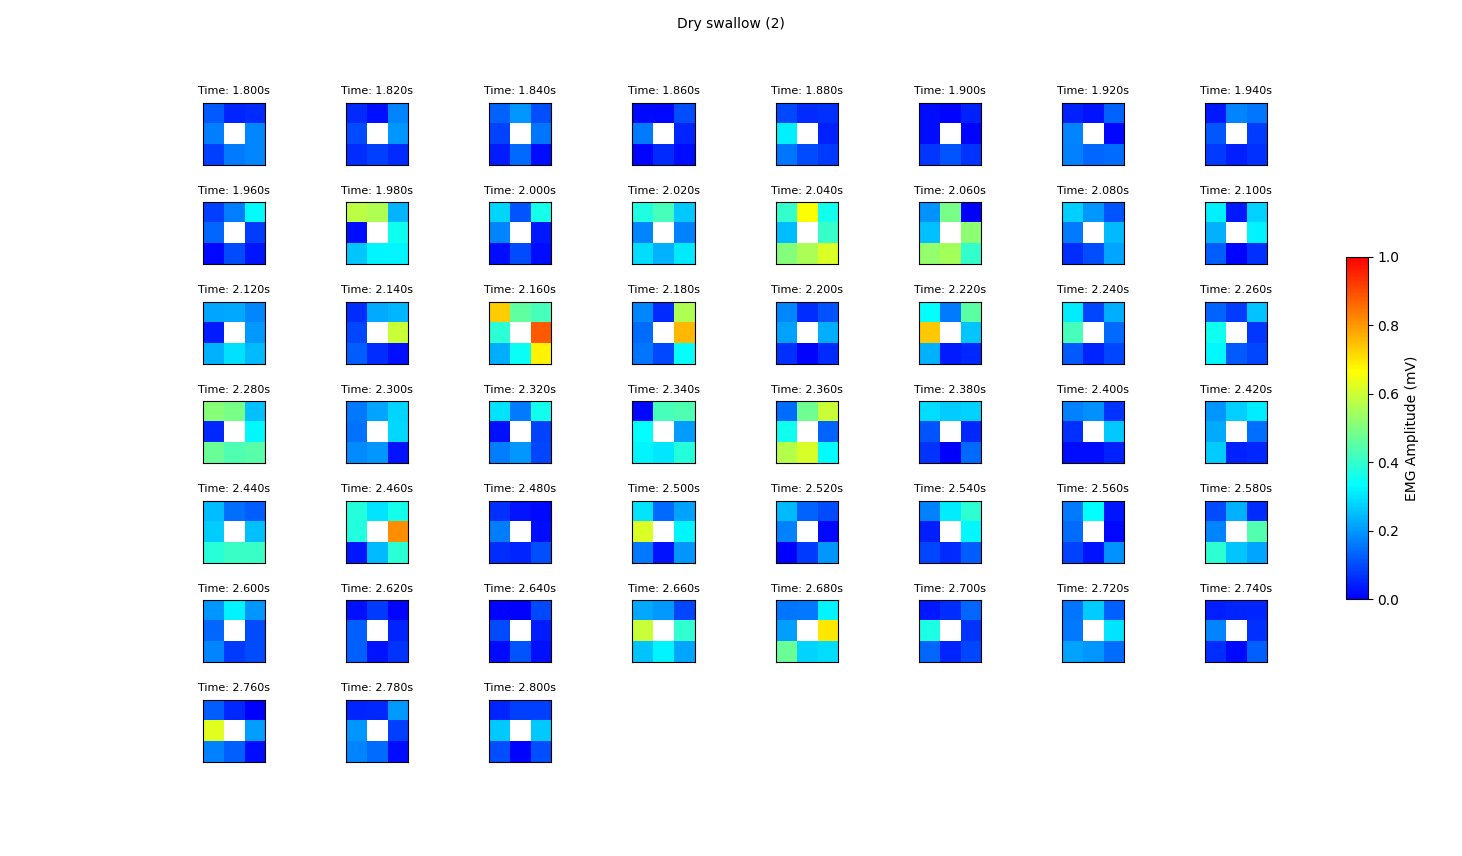 Dry swallow (2)
Time: 1.800s Time: 1.820s Time: 1.840s Time: 1.860s Time: 1.880s Time: 1.900s Time: 1.920s Time: 1.940s
Time: 1.960s Time: 1.980s Time: 2.000s Time: 2.020s Time: 2.040s Time: 2.060s Time: 2.080s Time: 2.100s
Time: 2.120s Time: 2.140s Time: 2.160s Time: 2.180s Time: 2.200s Time: 2.220s Time: 2.240s Time: 2.260s
Time: 2.280s Time: 2.300s Time: 2.320s Time: 2.340s Time: 2.360s Time: 2.380s Time: 2.400s Time: 2.420s
Time: 2.440s Time: 2.460s Time: 2.480s Time: 2.500s Time: 2.520s Time: 2.540s Time: 2.560s Time: 2.580s
Time: 2.600s Time: 2.620s Time: 2.640s Time: 2.660s Time: 2.680s Time: 2.700s Time: 2.720s Time: 2.740s
Time: 2.760s Time: 2.780s Time: 2.800s
1.0
0.8
0.6
0.4
0.2
0.0
EMG Amplitude (mV)